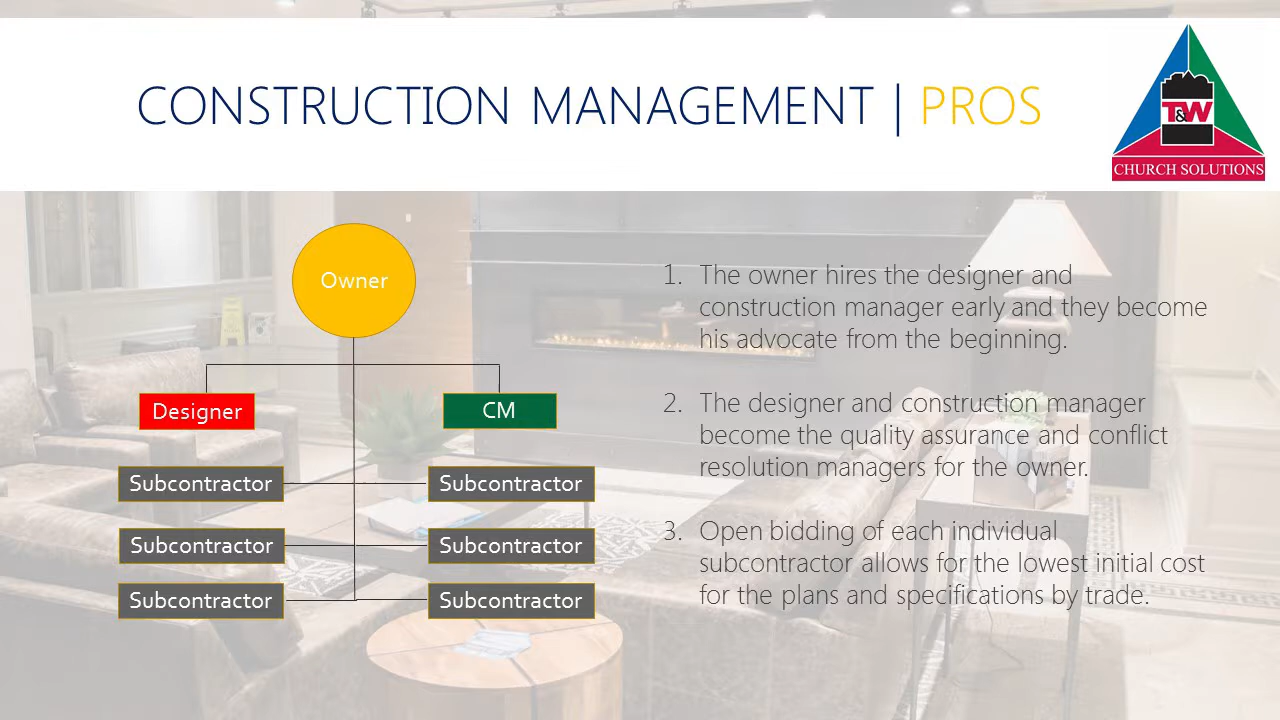 CONSTRUCTION MANAGEMENT | PROS
T&W
CHURCH SOLUTIONS
Owner
Designer
CM
Subcontractor
Subcontractor
Subcontractor
Subcontractor
Subcontractor
Subcontractor
1. The owner hires the designer and
construction manager early and they become
his advocate from the beginning.
2. The designer and construction manager
become the quality assurance and conflict
resolution managers for the owner.
3. Open bidding of each individual
subcontractor allows for the lowest initial cost
for the plans and specifications by trade.